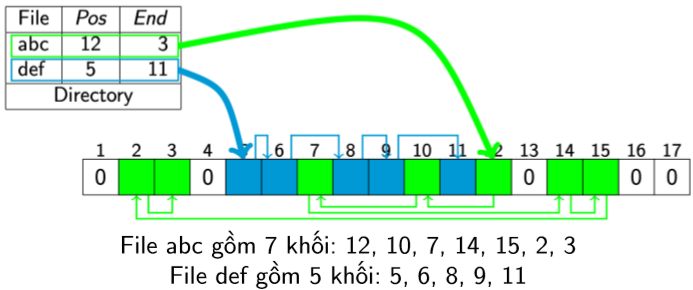 File Pos End
abc 12 3
def 5 11
Directory
1 2 3 4 5 6 7 8 9 10 11 2 13 14 15 16 17
0 0 0 0 0
File abc gồm 7 khối: 12, 10, 7, 14, 15, 2, 3
File def gồm 5 khối: 5, 6, 8, 9, 11